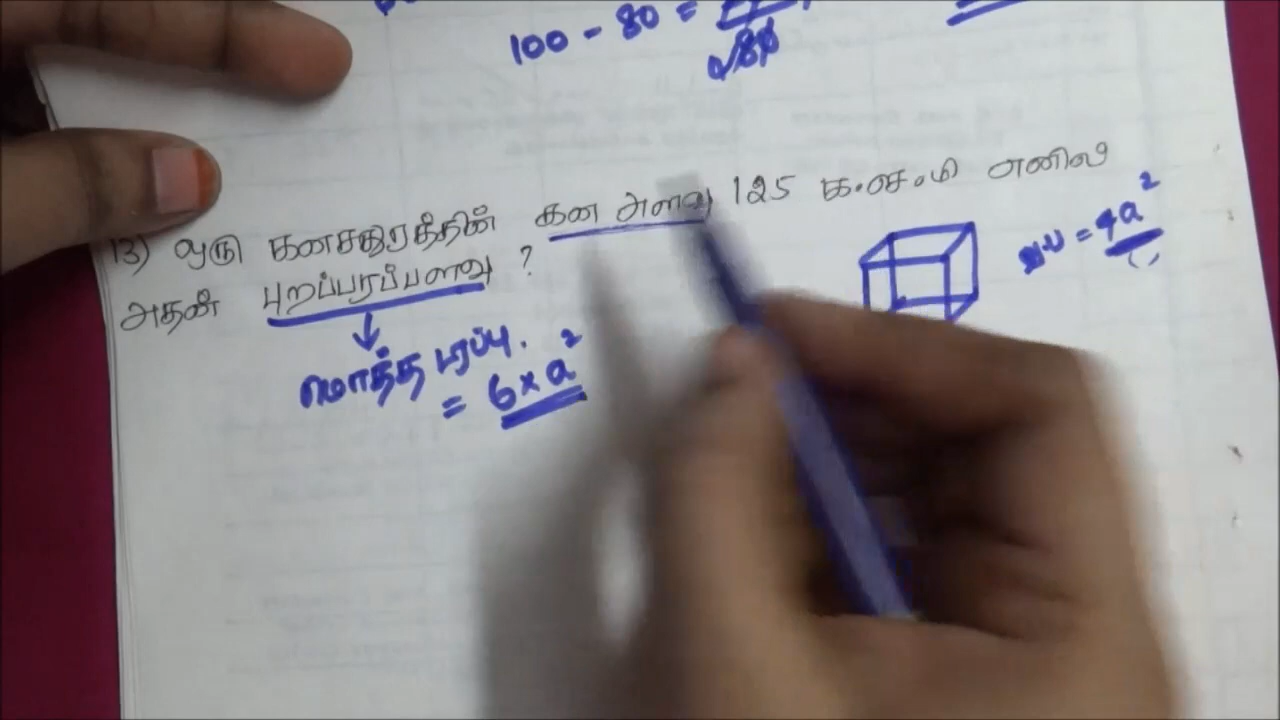 100 - 80 =
13) ஒரு கனசதுரத்தின் கன அளவு 125 க.செ.மி எனில்
அதன் புறப்பரப்பளவு ?
மொத்த பரப்பு.
= 6 × a²
= 4a²